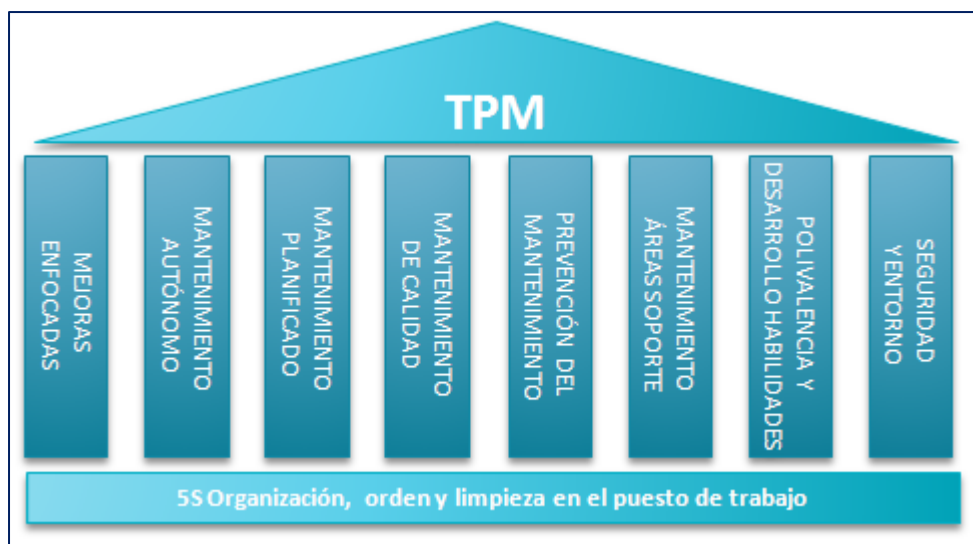 TPM
MEJORAS
ENFOCADAS
MANTENIMIENTO
AUTÓNOMO
MANTENIMIENTO
PLANIFICADO
MANTENIMIENTO
DE CALIDAD
PREVENCIÓN DEL
MANTENIMIENTO
MANTENIMIENTO
ÁREAS SOPORTE
POLIVALENCIA Y
DESARROLLO HABILIDADES
SEGURIDAD
Y ENTORNO
5S Organización, orden y limpieza en el puesto de trabajo